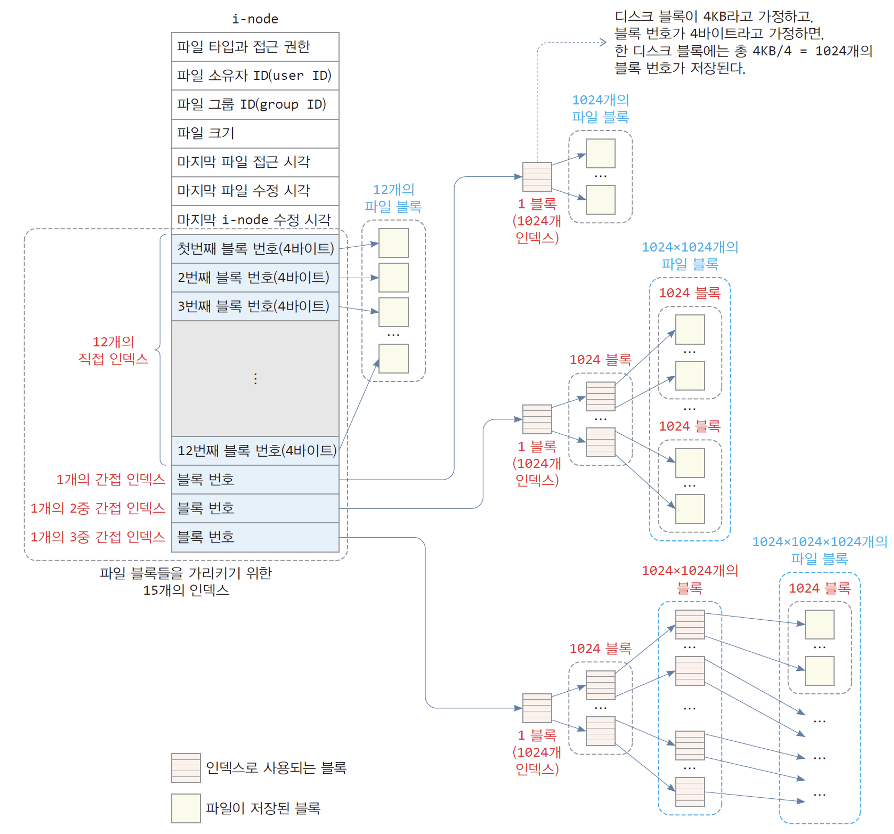 i-node
파일 타입과 접근 권한
파일 소유자 ID(user ID)
파일 그룹 ID(group ID)
파일 크기
마지막 파일 접근 시각
마지막 파일 수정 시각
마지막 i-node 수정 시각
첫번째 블록 번호(4바이트)
2번째 블록 번호(4바이트)
3번째 블록 번호(4바이트)
⋮
12번째 블록 번호(4바이트)
블록 번호
블록 번호
블록 번호
12개의
직접 인덱스
1개의 간접 인덱스
1개의 2중 간접 인덱스
1개의 3중 간접 인덱스
파일 블록들을 가리키기 위한
15개의 인덱스
12개의
파일 블록
...
디스크 블록이 4KB라고 가정하고,
블록 번호가 4바이트라고 가정하면,
한 디스크 블록에는 총 4KB/4 = 1024개의
블록 번호가 저장된다.
1024개의
파일 블록
...
1 블록
(1024개
인덱스)
1024×1024개의
파일 블록
1024 블록
...
...
1024 블록
...
1024 블록
...
1 블록
(1024개
인덱스)
1024×1024×1024개의
파일 블록
1024 블록
...
...
...
...
...
1024×1024개의
블록
...
...
...
1024 블록
...
1 블록
(1024개
인덱스)
인덱스로 사용되는 블록
파일이 저장된 블록